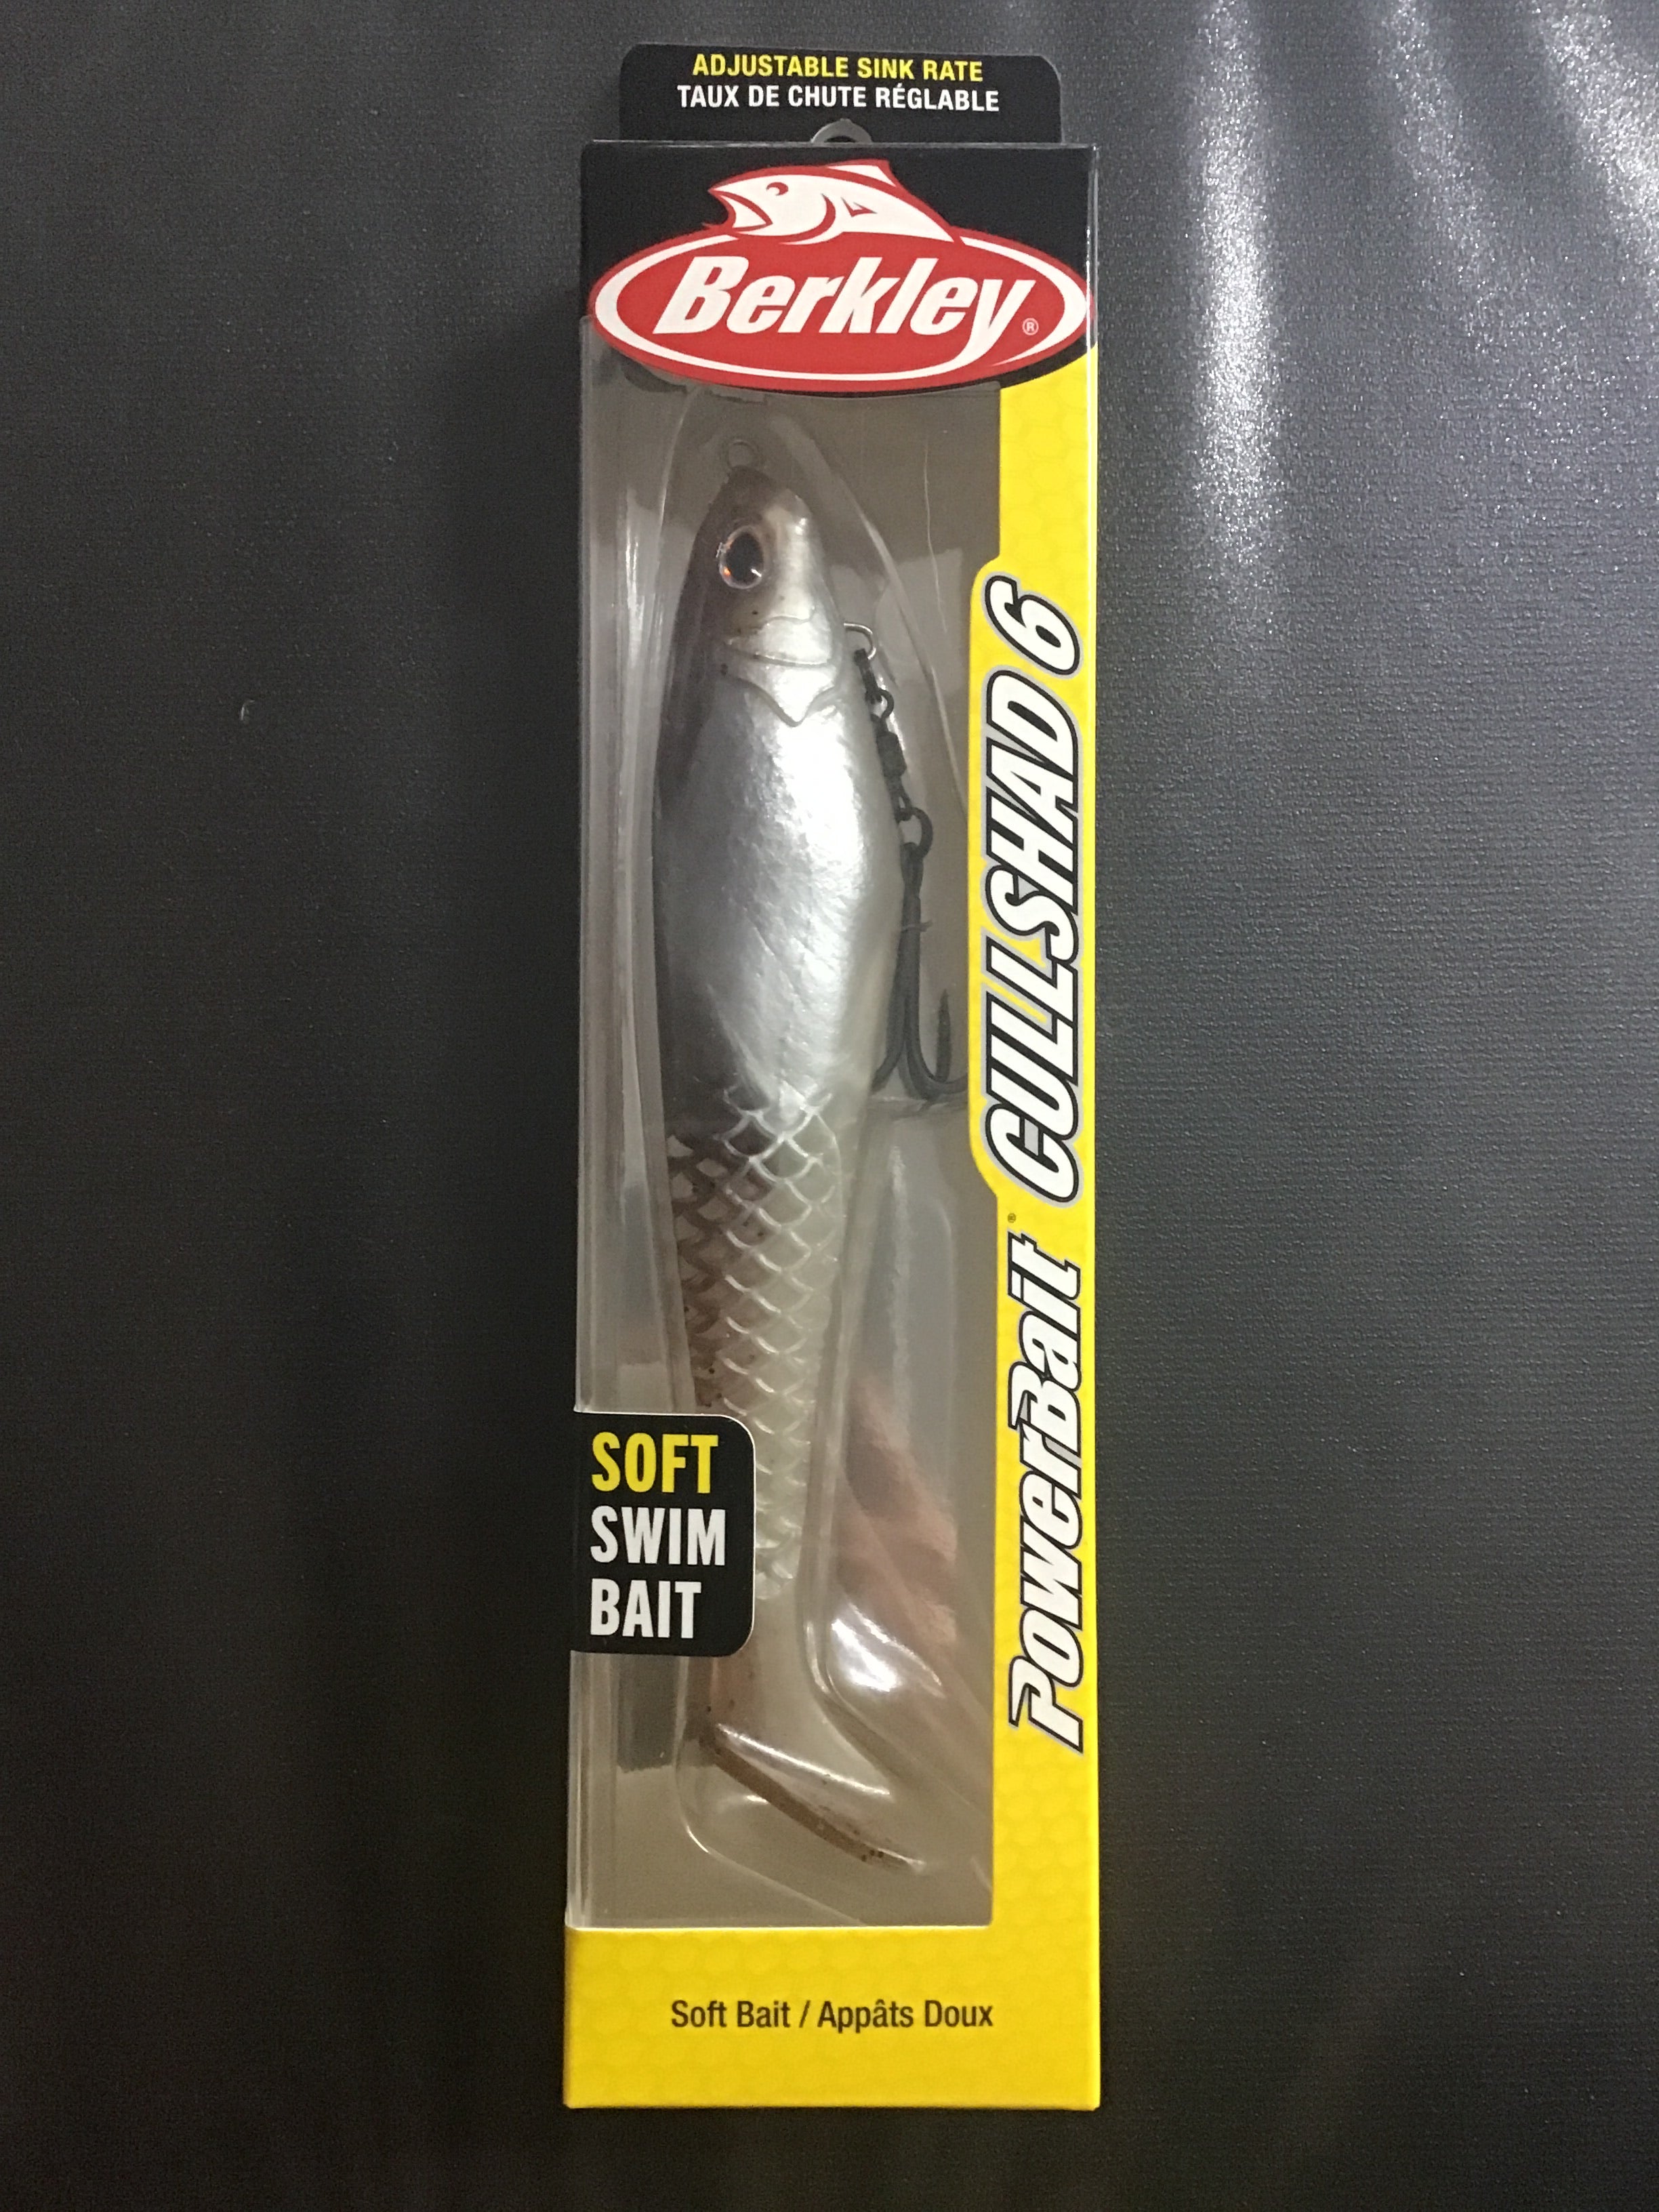 ADJUSTABLE SINK RATE
TAUX DE CHUTE RÉGLABLE
Berkley®
PowerBait® CULLSHAD 6
SOFT
SWIM
BAIT
Soft Bait / Appâts Doux